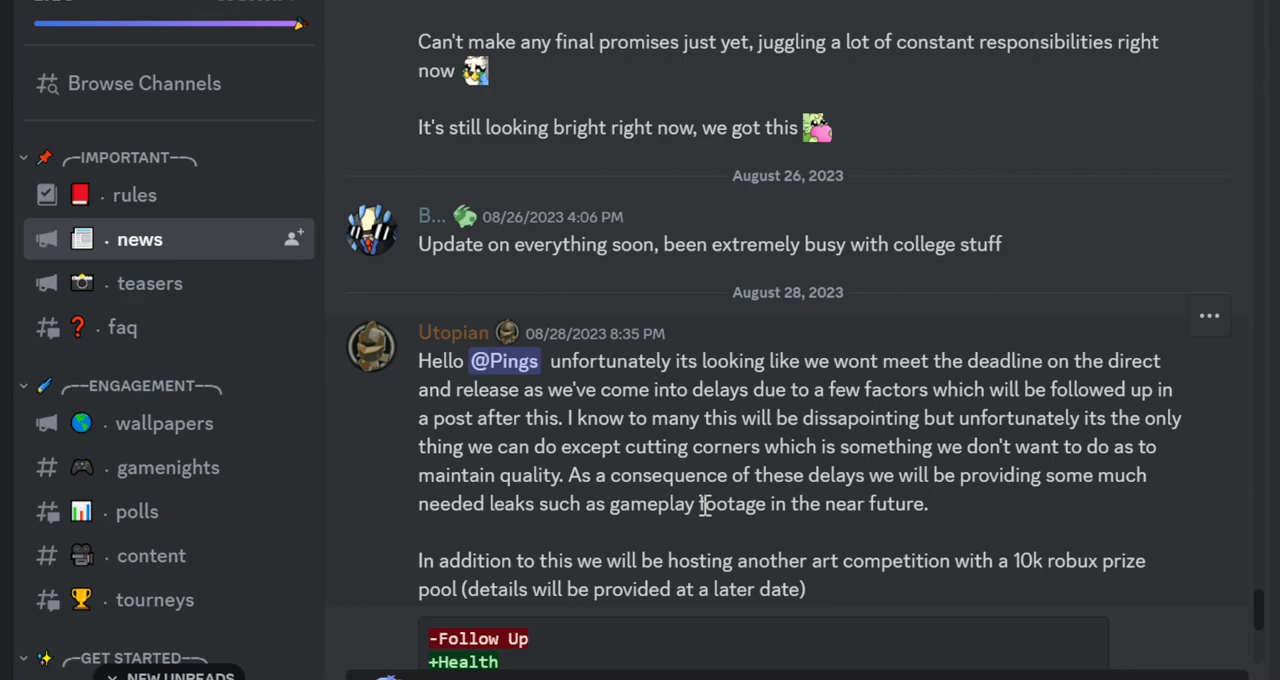 Browse Channels
IMPORTANT
rules
news
teasers
faq
ENGAGEMENT
wallpapers
gamenights
polls
content
tourneys
GET STARTED
NEW UNREADS
Can't make any final promises just yet, juggling a lot of constant responsibilities right
now
It's still looking bright right now, we got this
August 26, 2023
B... 08/26/2023 4:06 PM
Update on everything soon, been extremely busy with college stuff
August 28, 2023
Utopian 08/28/2023 8:35 PM
Hello @Pings unfortunately its looking like we wont meet the deadline on the direct
and release as we've come into delays due to a few factors which will be followed up in
a post after this. I know to many this will be dissapointing but unfortunately its the only
thing we can do except cutting corners which is something we don't want to do as to
maintain quality. As a consequence of these delays we will be providing some much
needed leaks such as gameplay footage in the near future.
In addition to this we will be hosting another art competition with a 10k robux prize
pool (details will be provided at a later date)
-Follow Up
+Health